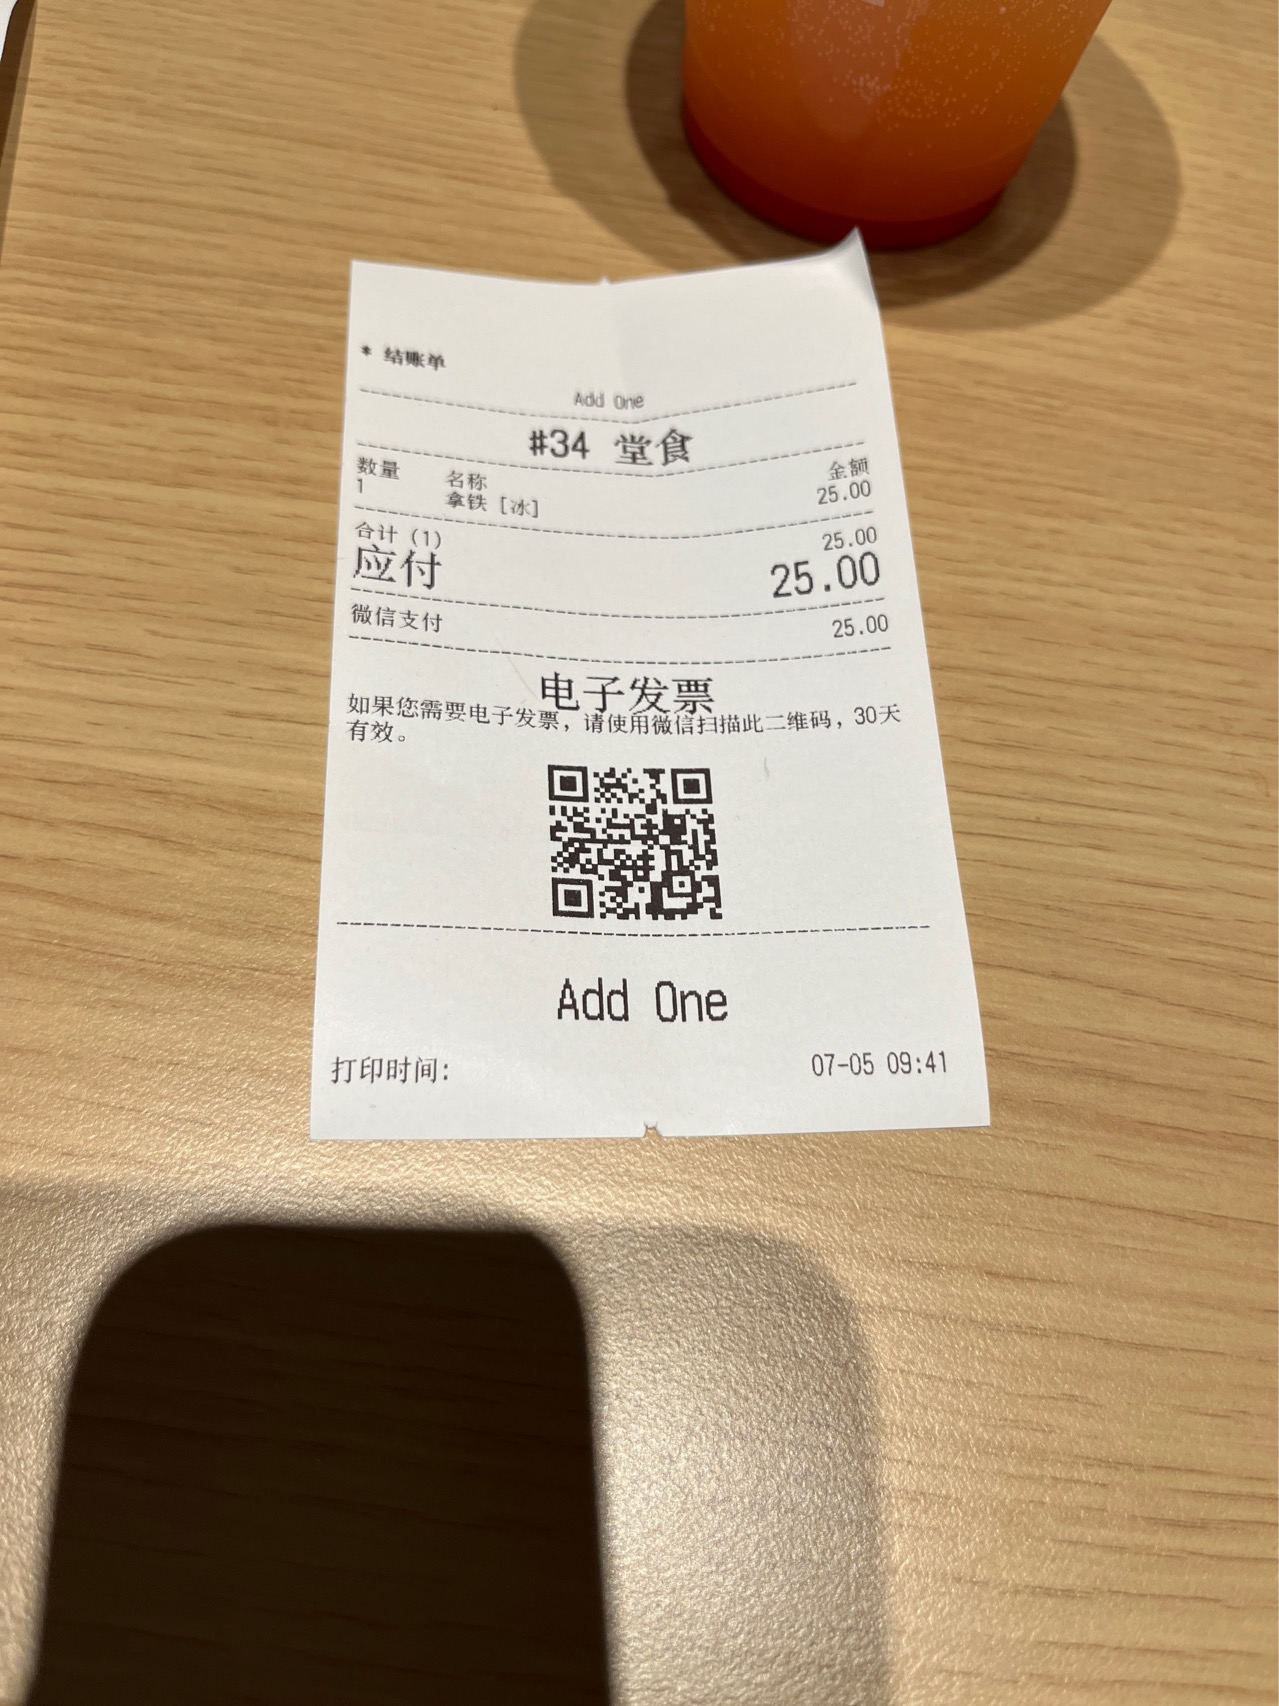 * 结账单
Add One
#34 堂食
数量 名称 金额
1 拿铁 [冰] 25.00
合计 (1) 25.00
应付 25.00
微信支付 25.00
电子发票
如果您需要电子发票，请使用微信扫描此二维码，30天
有效。
Add One
打印时间: 07-05 09:41